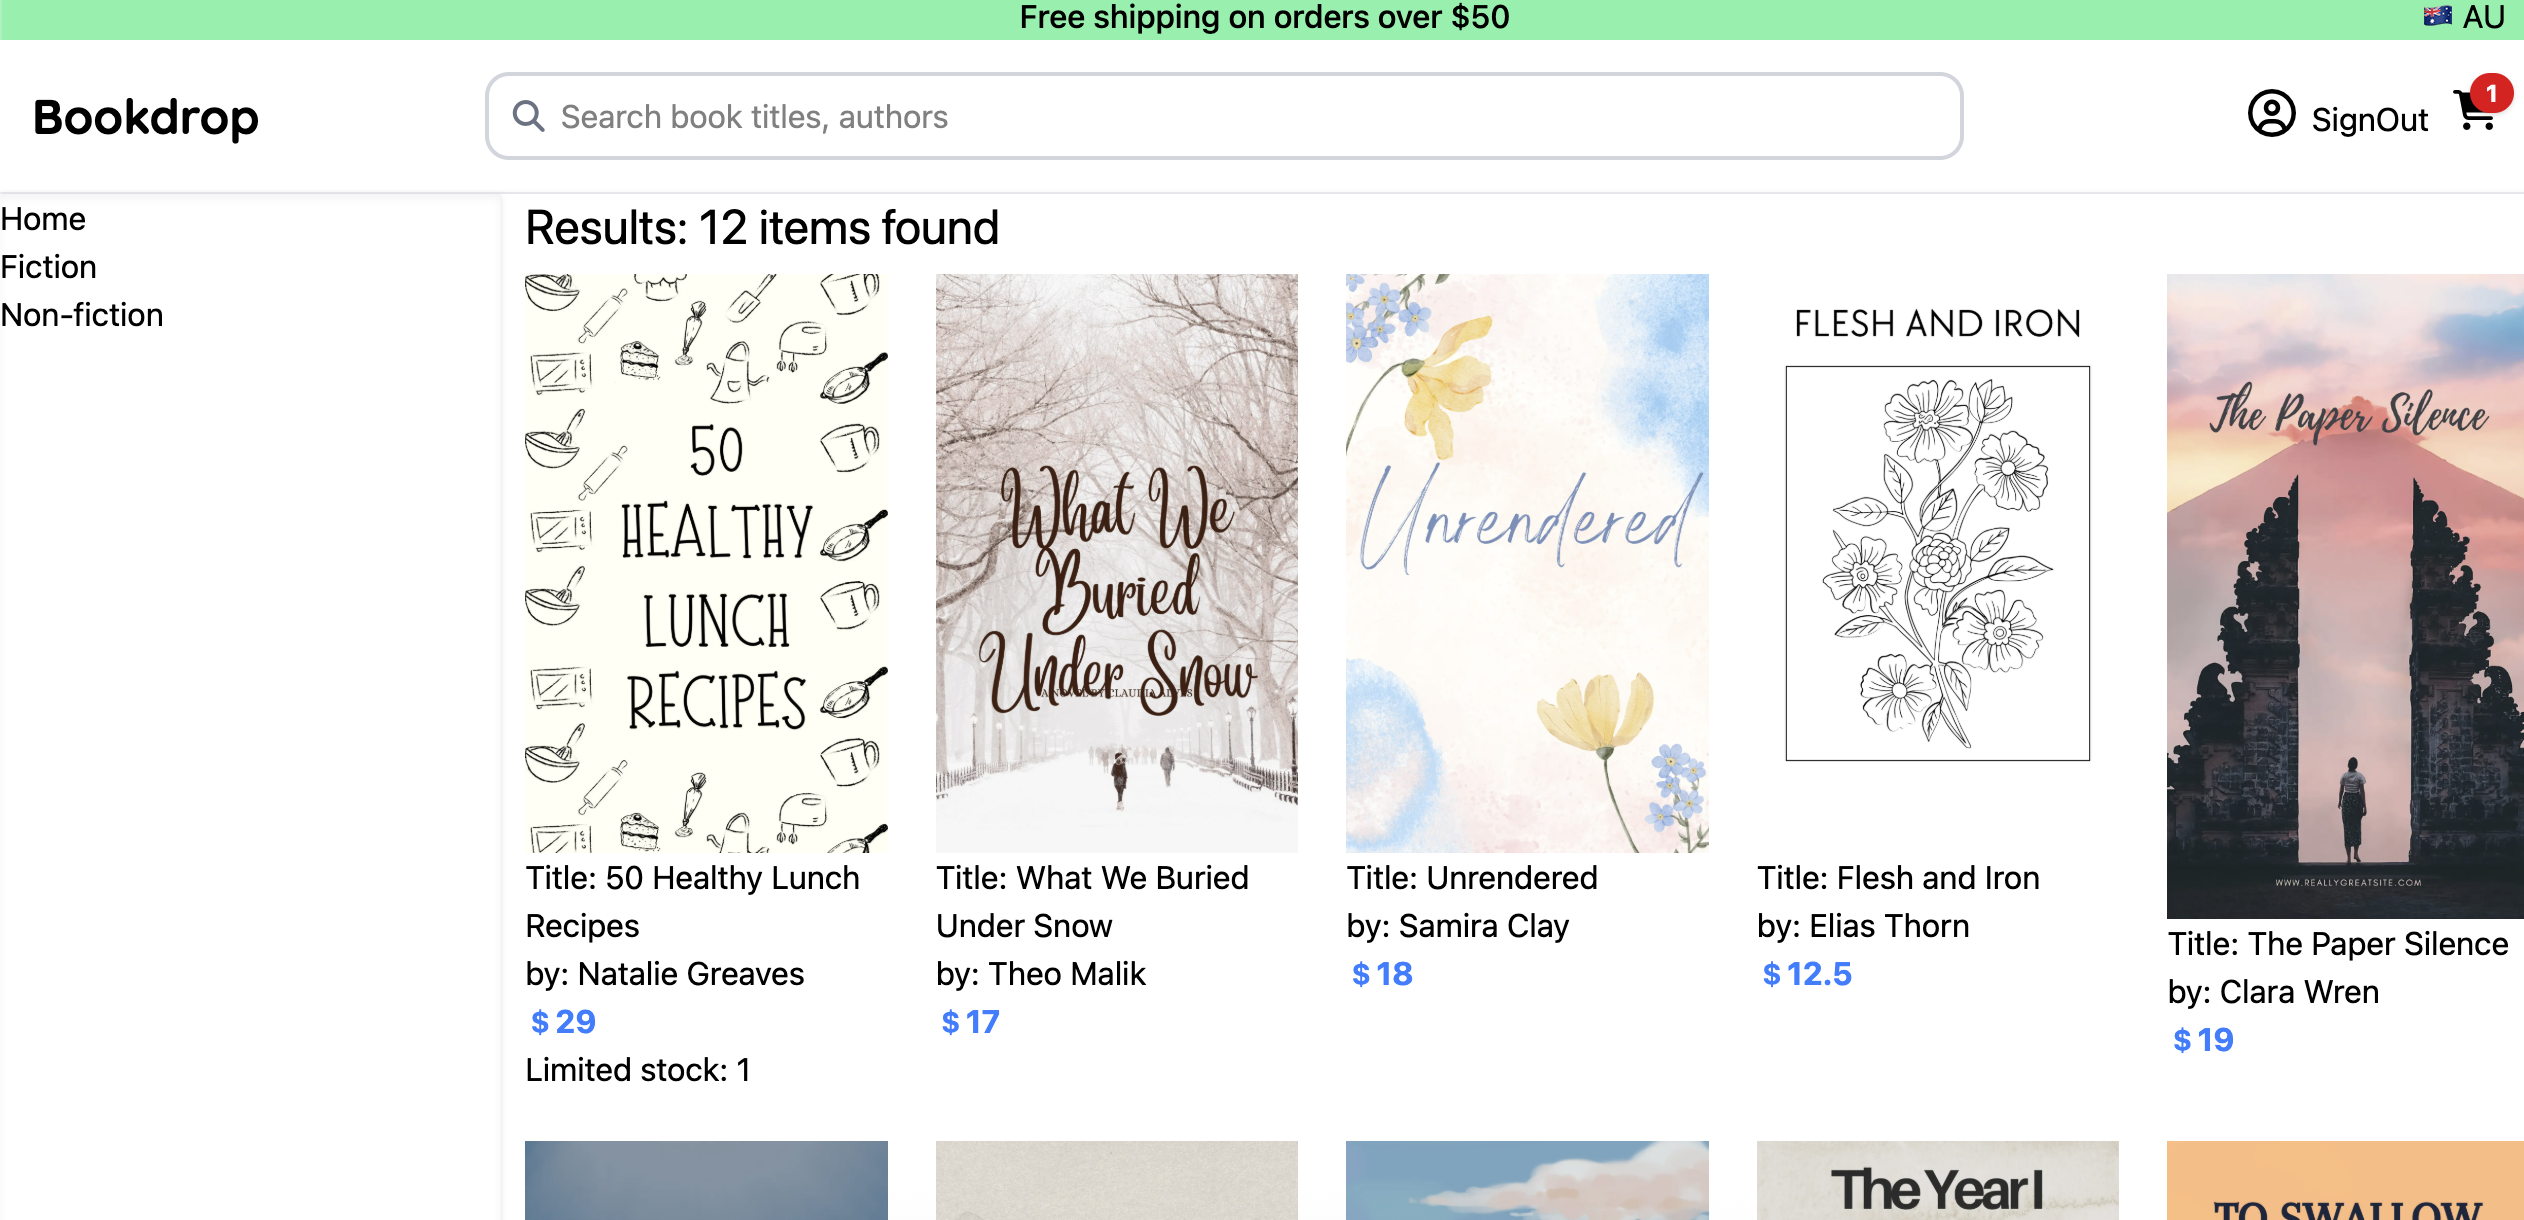 Free shipping on orders over $50
🇦🇺 AU
Bookdrop
Search book titles, authors
SignOut
1
Home
Fiction
Non-fiction
Results: 12 items found
50
HEALTHY
LUNCH
RECIPES
Title: 50 Healthy Lunch
Recipes
by: Natalie Greaves
$ 29
Limited stock: 1
What We
Buried
Under Snow
A NOVEL BY CLAUDIA ALVES
Title: What We Buried
Under Snow
by: Theo Malik
$ 17
Unrendered
Title: Unrendered
by: Samira Clay
$ 18
FLESH AND IRON
Title: Flesh and Iron
by: Elias Thorn
$ 12.5
The Paper Silence
WWW.REALLYGREATSITE.COM
Title: The Paper Silence
by: Clara Wren
$ 19
The Year I
TO SWALLOW